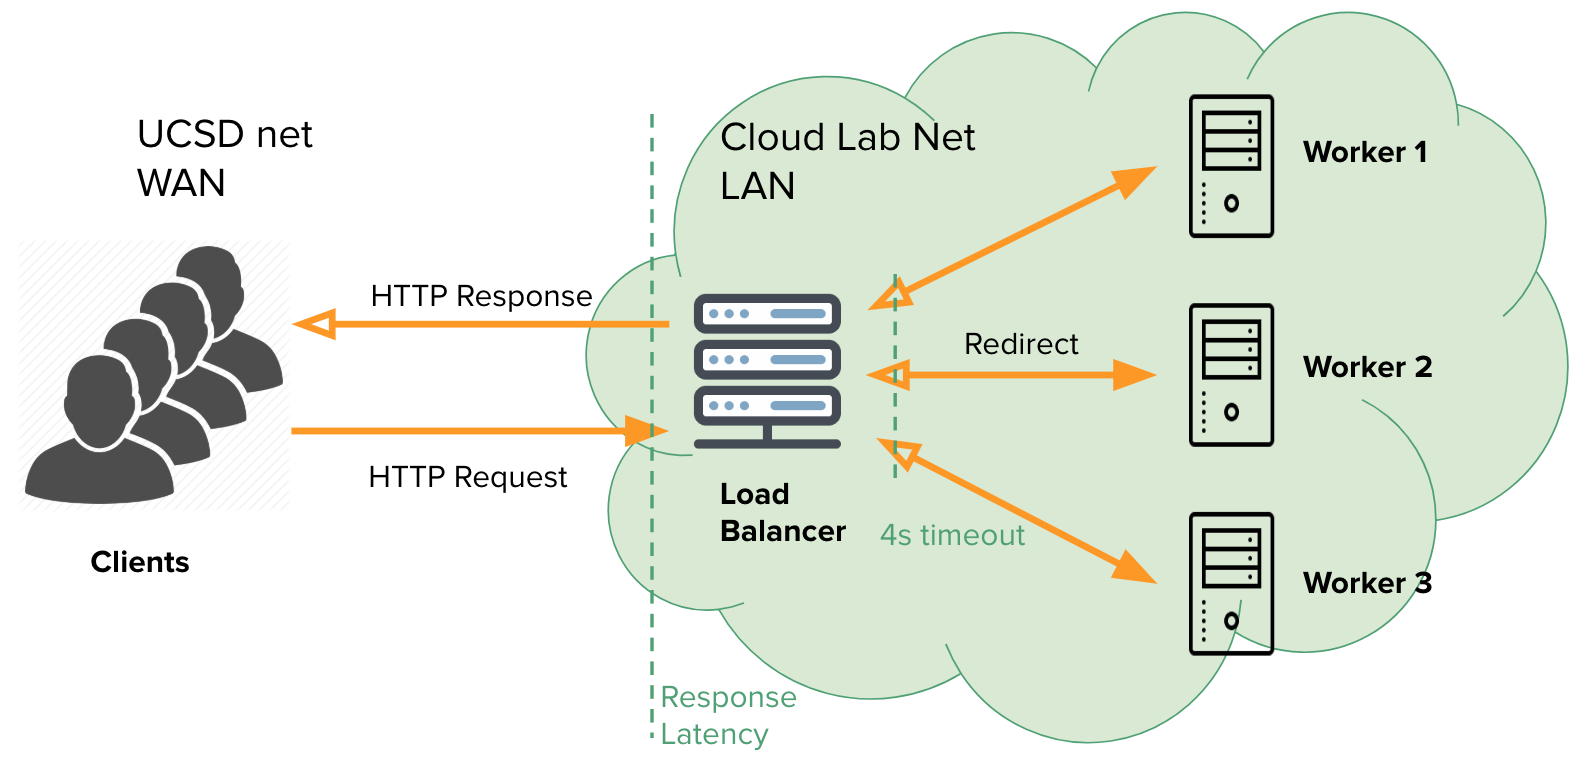 UCSD net
WAN
Cloud Lab Net
LAN
Worker 1
HTTP Response
Redirect
Worker 2
HTTP Request
Load
Balancer
4s timeout
Clients
Worker 3
Response
Latency